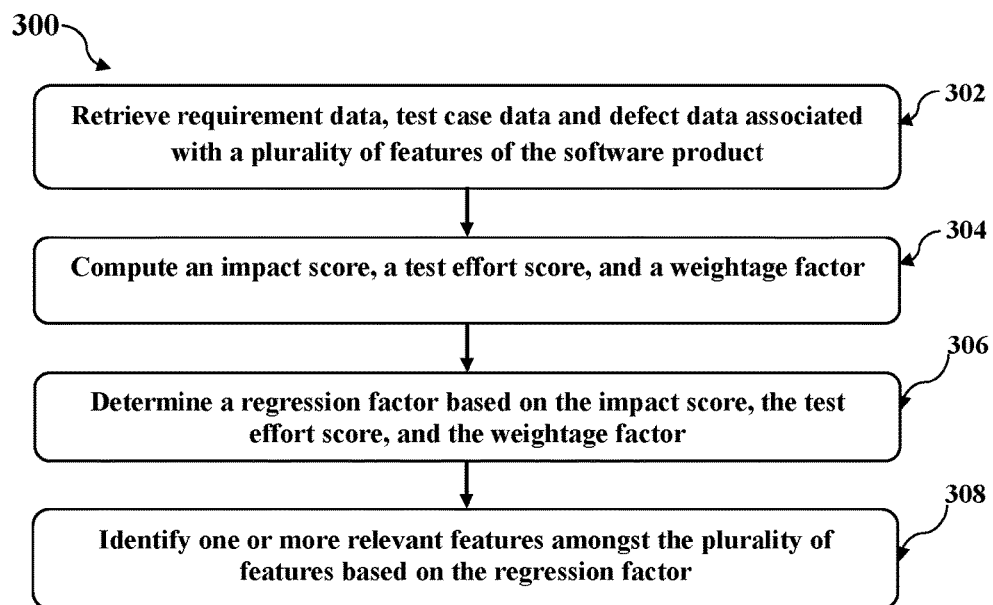 300
302
Retrieve requirement data, test case data and defect data associated
with a plurality of features of the software product
304
Compute an impact score, a test effort score, and a weightage factor
306
Determine a regression factor based on the impact score, the test
effort score, and the weightage factor
308
Identify one or more relevant features amongst the plurality of
features based on the regression factor